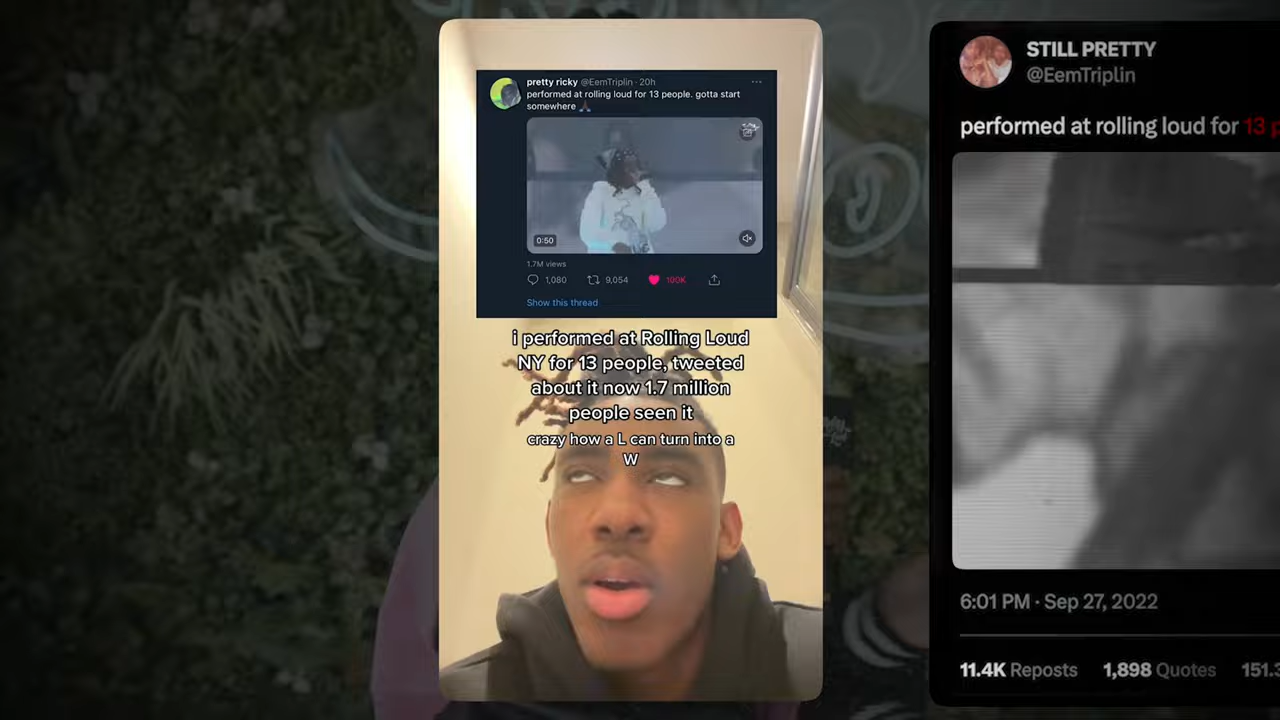 pretty ricky @EemTriplin · 20h
performed at rolling loud for 13 people. gotta start
somewhere 🙏🏿
0:50
1.7M views
1,080 9,054 100K
Show this thread
i performed at Rolling Loud
NY for 13 people, tweeted
about it now 1.7 million
people seen it
crazy how a L can turn into a
W
STILL PRETTY
@EemTriplin
performed at rolling loud for 13 p
6:01 PM · Sep 27, 2022
11.4K Reposts 1,898 Quotes 151.3